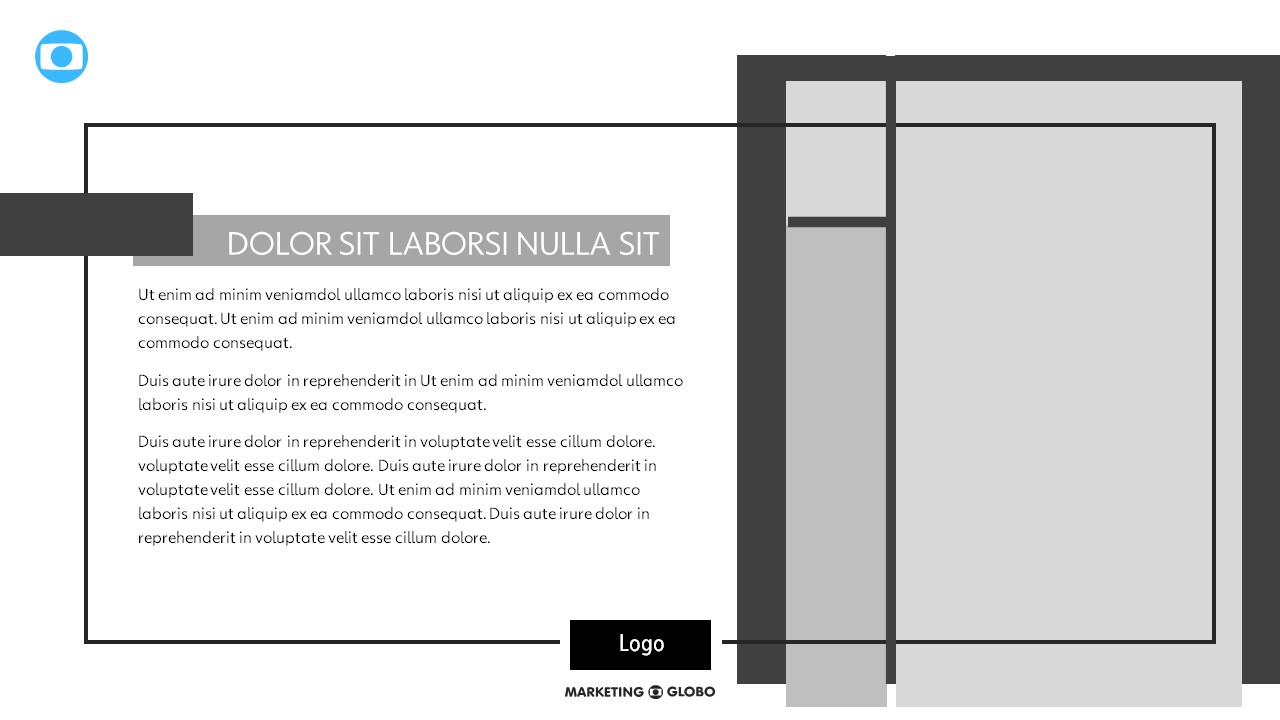 DOLOR SIT LABORSI NULLA SIT
Ut enim ad minim veniamdol ullamco laboris nisi ut aliquip ex ea commodo
consequat. Ut enim ad minim veniamdol ullamco laboris nisi ut aliquip ex ea
commodo consequat.
Duis aute irure dolor in reprehenderit in Ut enim ad minim veniamdol ullamco
laboris nisi ut aliquip ex ea commodo consequat.
Duis aute irure dolor in reprehenderit in voluptate velit esse cillum dolore.
voluptate velit esse cillum dolore. Duis aute irure dolor in reprehenderit in
voluptate velit esse cillum dolore. Ut enim ad minim veniamdol ullamco
laboris nisi ut aliquip ex ea commodo consequat. Duis aute irure dolor in
reprehenderit in voluptate velit esse cillum dolore.
Logo
MARKETING GLOBO